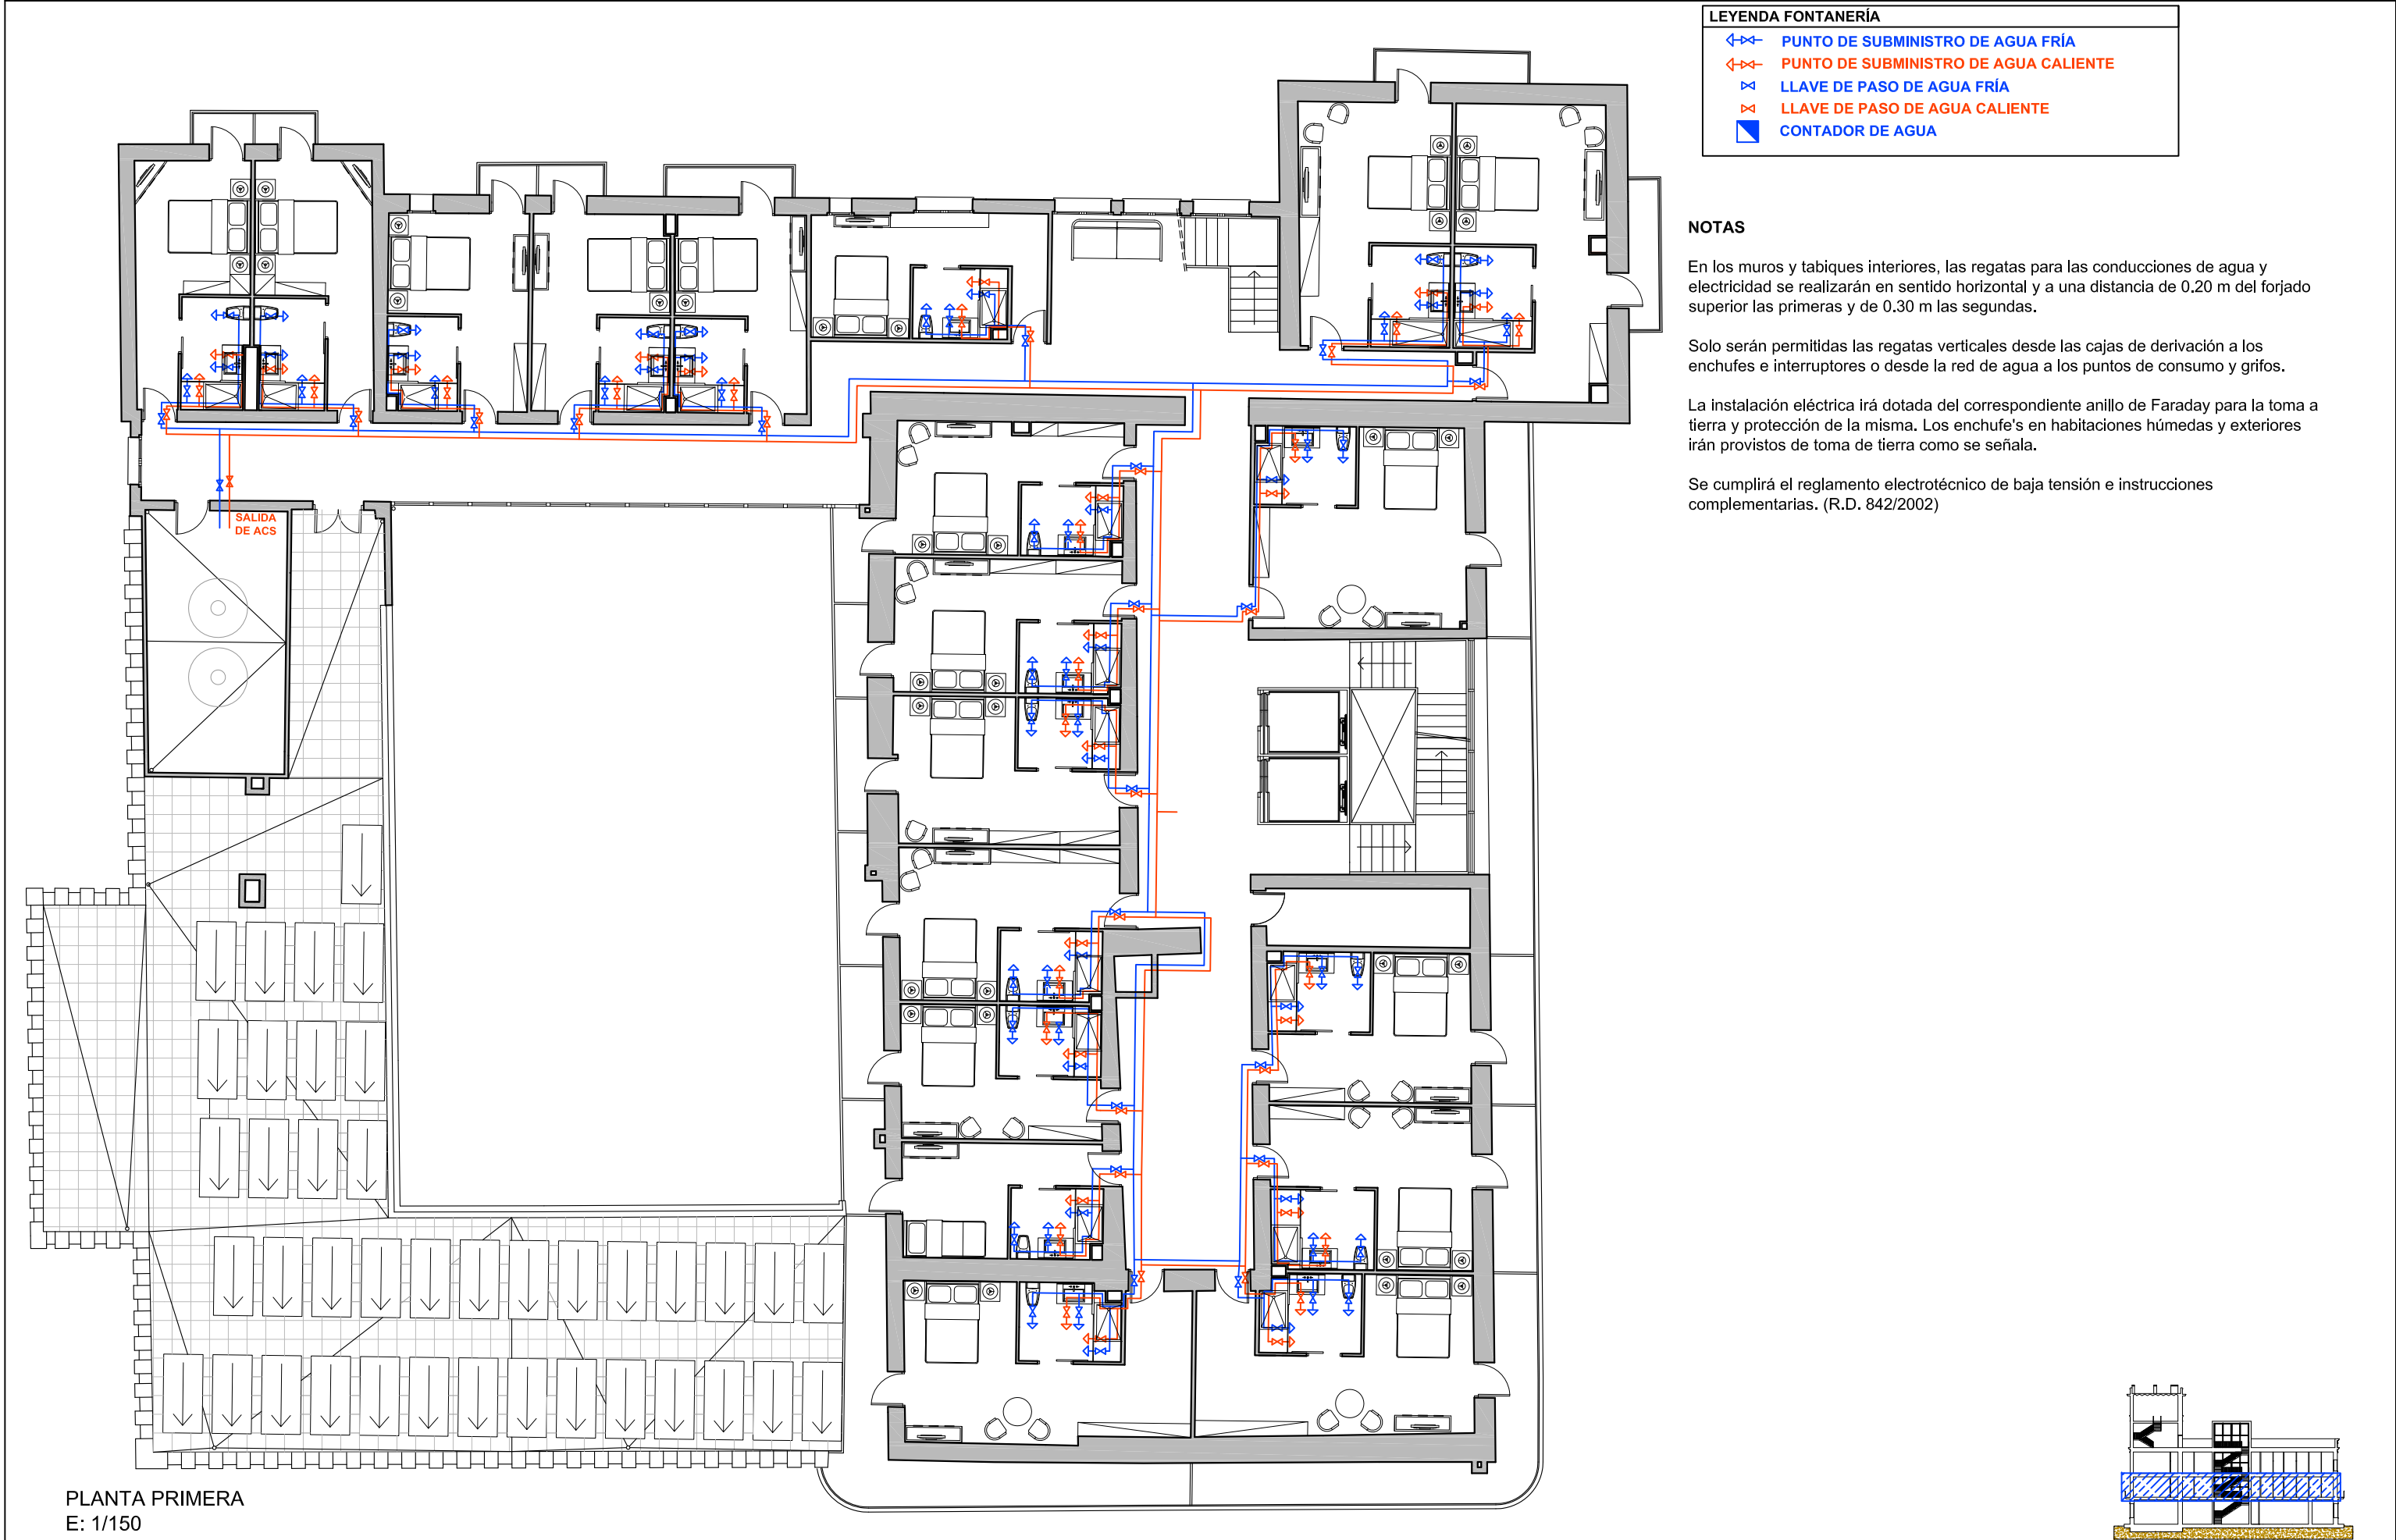 LEYENDA FONTANERÍA
PUNTO DE SUBMINISTRO DE AGUA FRÍA
PUNTO DE SUBMINISTRO DE AGUA CALIENTE
LLAVE DE PASO DE AGUA FRÍA
LLAVE DE PASO DE AGUA CALIENTE
CONTADOR DE AGUA
NOTAS
En los muros y tabiques interiores, las regatas para las conducciones de agua y
electricidad se realizarán en sentido horizontal y a una distancia de 0.20 m del forjado
superior las primeras y de 0.30 m las segundas.
Solo serán permitidas las regatas verticales desde las cajas de derivación a los
enchufes e interruptores o desde la red de agua a los puntos de consumo y grifos.
La instalación eléctrica irá dotada del correspondiente anillo de Faraday para la toma a
tierra y protección de la misma. Los enchufe's en habitaciones húmedas y exteriores
irán provistos de toma de tierra como se señala.
Se cumplirá el reglamento electrotécnico de baja tensión e instrucciones
complementarias. (R.D. 842/2002)
SALIDA
DE ACS
PLANTA PRIMERA
E: 1/150